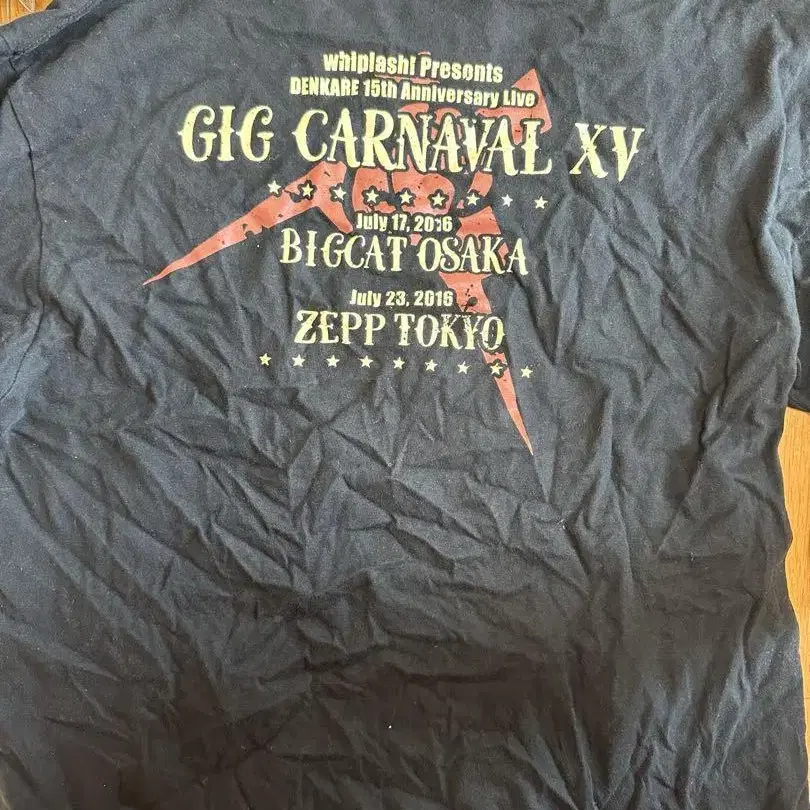 whiplash! Presents
DENKARE 15th Anniversary Live
GIG CARNAVAL XV
July 17, 2016
BIGCAT OSAKA
July 23, 2016
ZEPP TOKYO